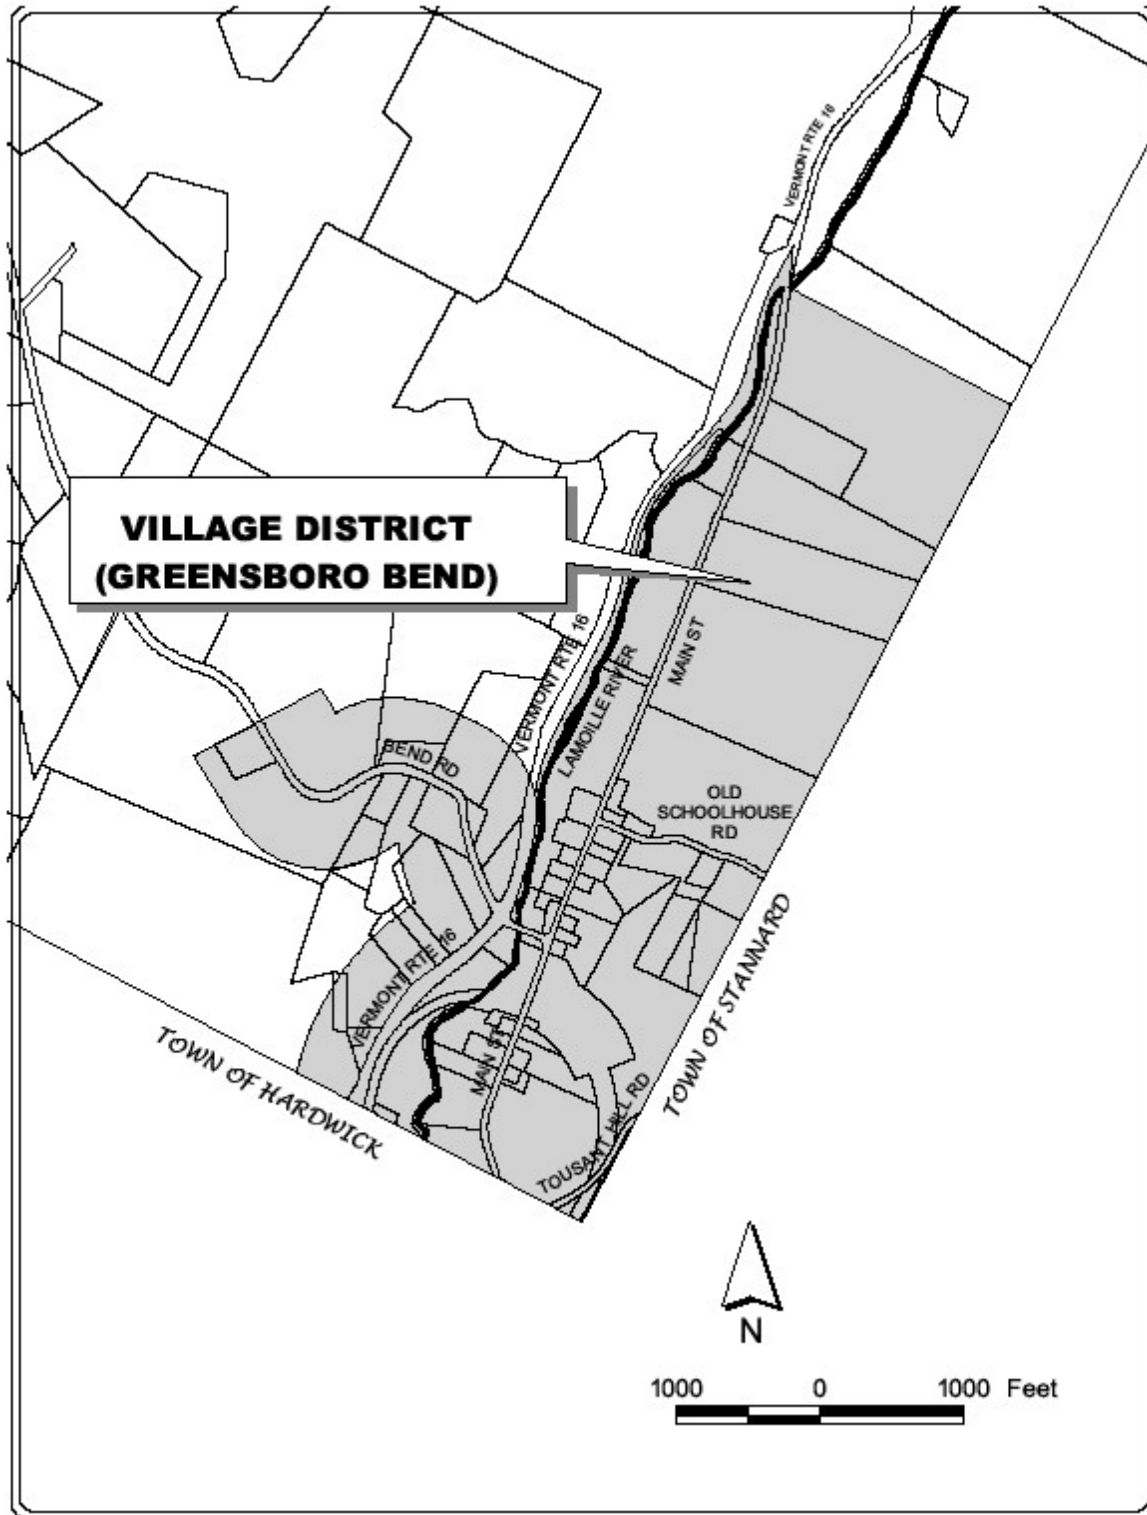 VERMONT RTE 16
VILLAGE DISTRICT
(GREENSBORO BEND)
VERMONT RTE 16
LAMOILLE RIVER
MAIN ST
BEND RD
OLD
SCHOOLHOUSE
RD
VERMONT RTE 16
MAIN ST
TOUSANT HILL RD
TOWN OF STANNARD
TOWN OF HARDWICK
N
1000 0 1000 Feet